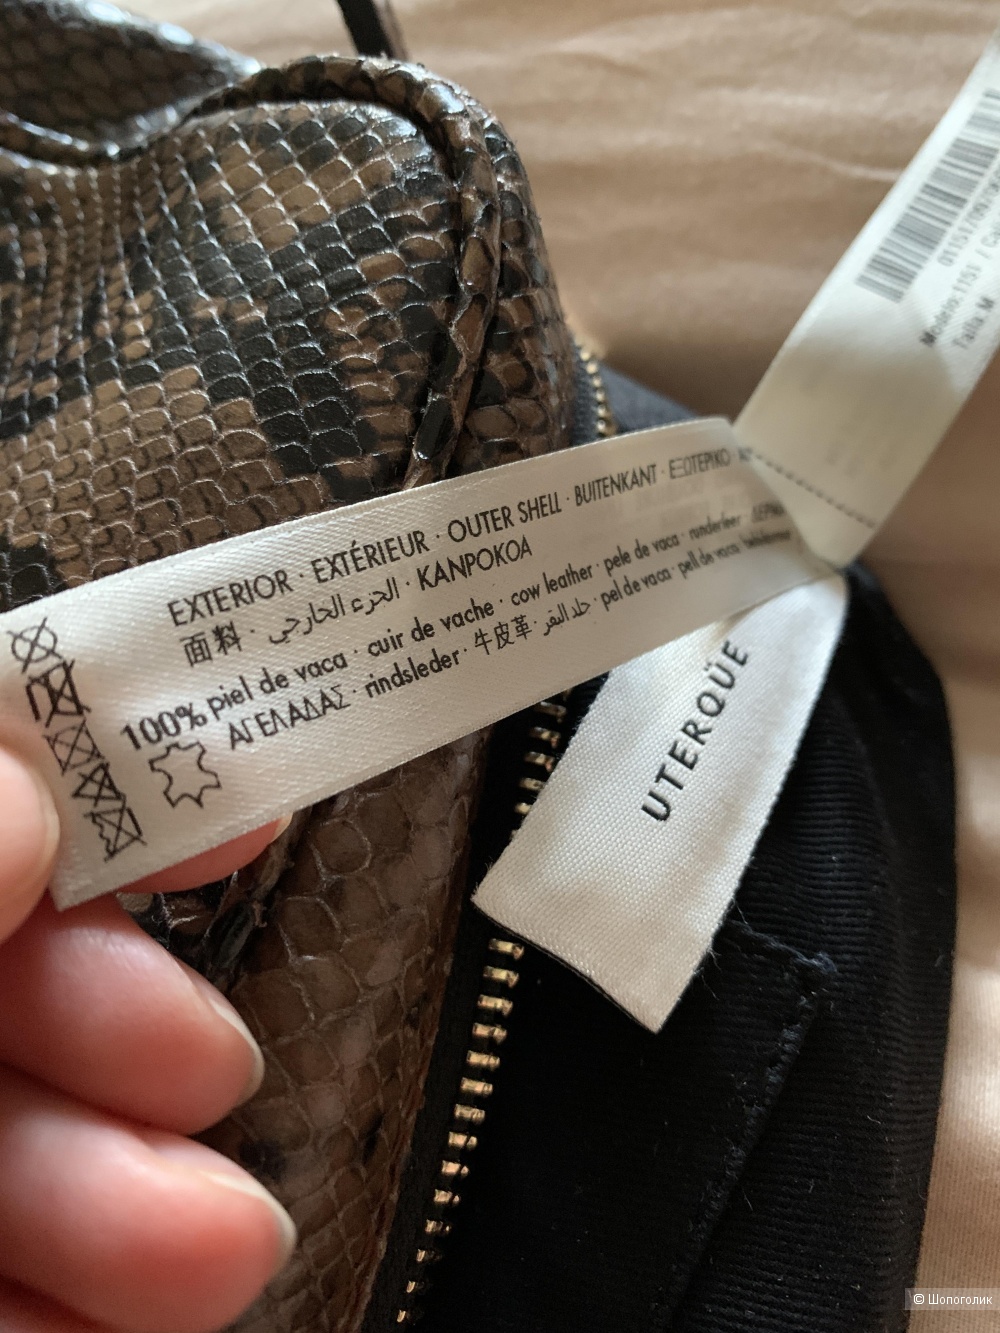 EXTERIOR · EXTÉRIEUR · OUTER SHELL · BUITENKANT · ΕΞΩΤΕΡΙΚΟ
面料 · الجزء الخارجي · KANPOKOA
100% piel de vaca · cuir de vache · cow leather · pele de vaca · runderleer
ΑΓΕΛΑΔΑΣ · rindsleder · 牛皮革 · جلد البقر · pel de vaca · pell de vaca
UTERQÜE
Modelo:1151 /
Talla M
© Шопоголик